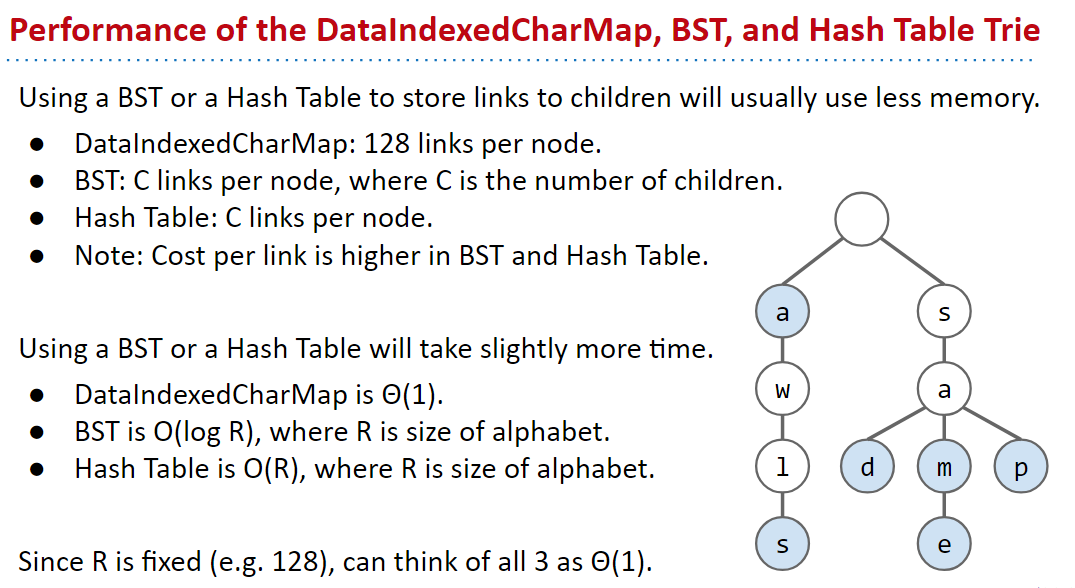 Performance of the DataIndexedCharMap, BST, and Hash Table Trie
Using a BST or a Hash Table to store links to children will usually use less memory.
● DataIndexedCharMap: 128 links per node.
● BST: C links per node, where C is the number of children.
● Hash Table: C links per node.
● Note: Cost per link is higher in BST and Hash Table.
Using a BST or a Hash Table will take slightly more time.
● DataIndexedCharMap is Θ(1).
● BST is O(log R), where R is size of alphabet.
● Hash Table is O(R), where R is size of alphabet.
Since R is fixed (e.g. 128), can think of all 3 as Θ(1).
a s
w a
l d m p
s e